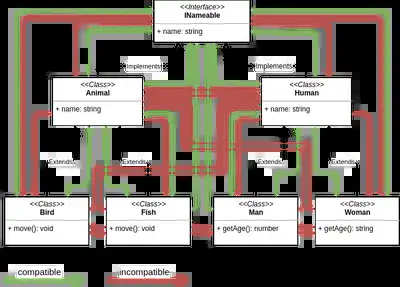 <<Interface>>
INameable
+ name: string
Implements
Implements
<<Class>>
Animal
+ name: string
<<Class>>
Human
+ name: string
Extends
Extends
Extends
Extends
<<Class>>
Bird
+ move(): void
<<Class>>
Fish
+ move(): void
<<Class>>
Man
+ getAge(): number
<<Class>>
Woman
+ getAge(): string
compatible
incompatible